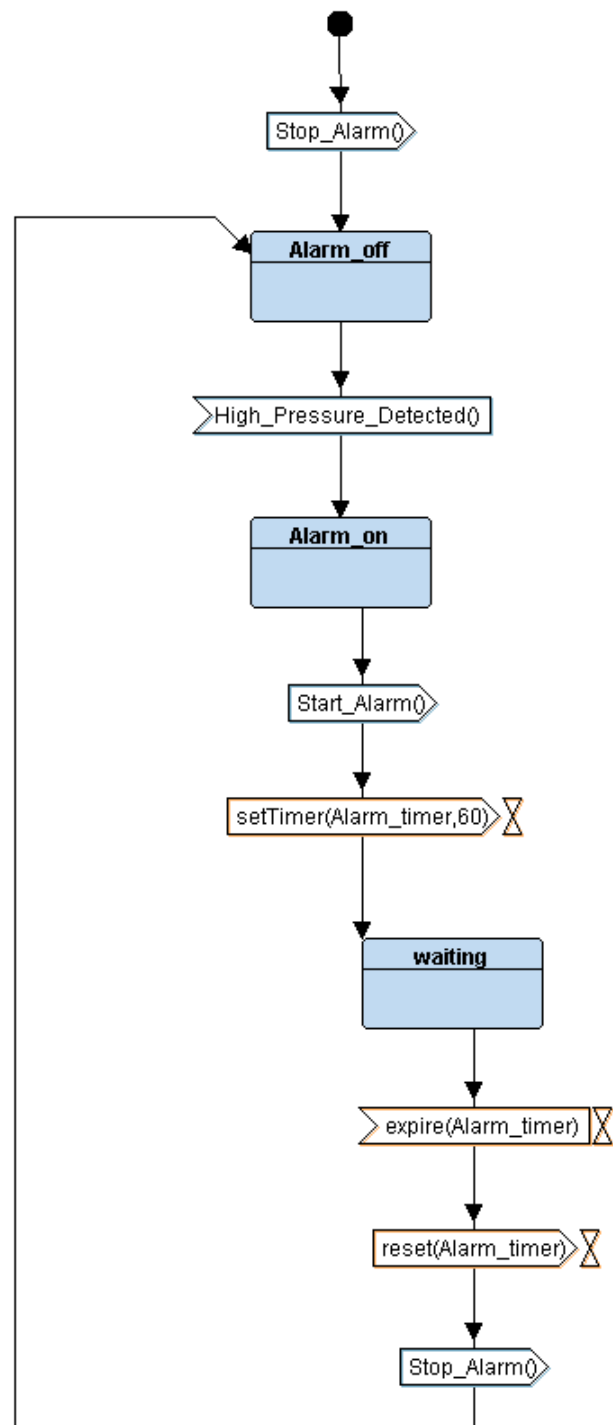 Stop_Alarm()
Alarm_off
High_Pressure_Detected()
Alarm_on
Start_Alarm()
setTimer(Alarm_timer,60)
waiting
expire(Alarm_timer)
reset(Alarm_timer)
Stop_Alarm()